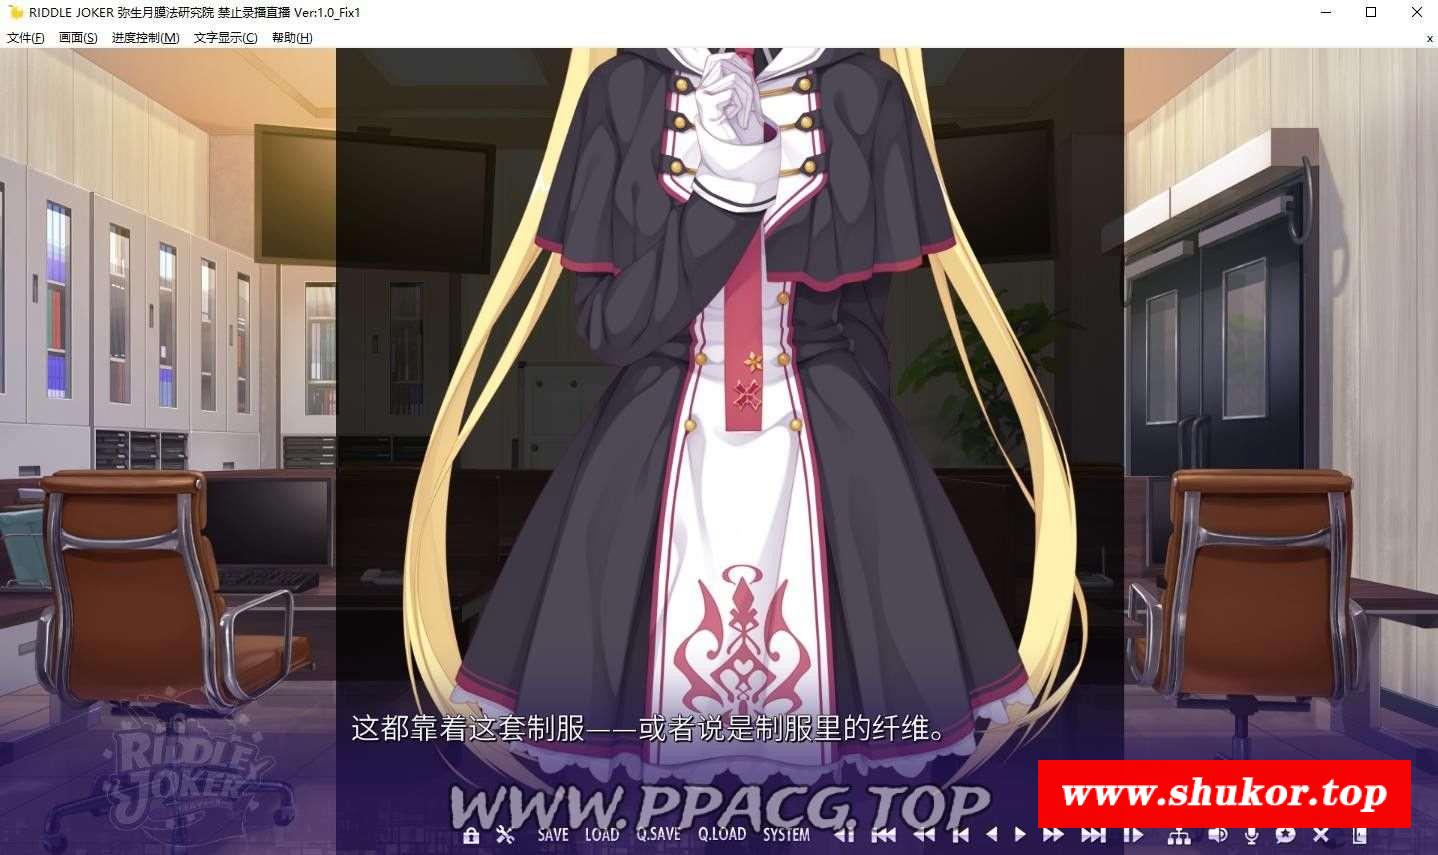 RIDDLE JOKER 弥生月膜法研究院 禁止录播直播 Ver:1.0_Fix1
文件(F) 画面(S) 进度控制(M) 文字显示(C) 帮助(H)
x
这都靠着这套制服——或者说是制服里的纤维。
RIDDLE JOKER
WWW.PPACG.TOP
www.shukor.top
SAVE LOAD Q.SAVE Q.LOAD SYSTEM